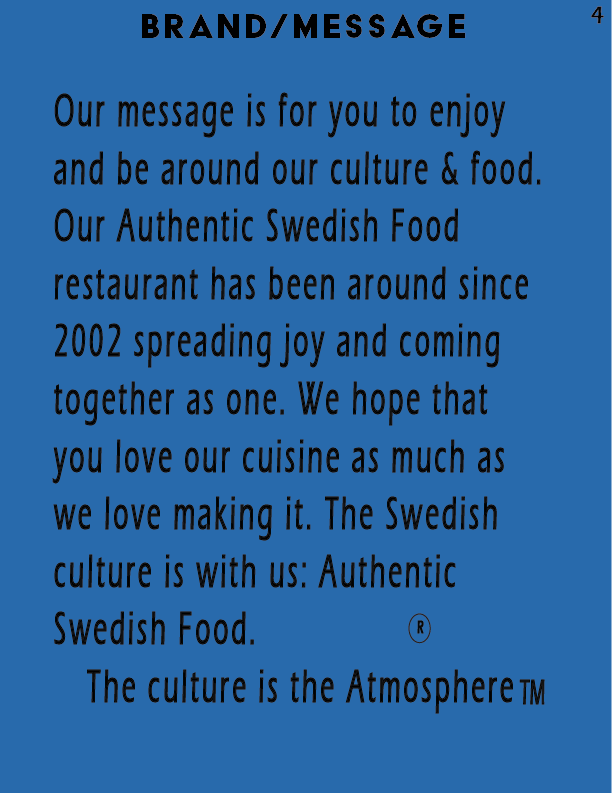 BRAND/MESSAGE
4
Our message is for you to enjoy
and be around our culture & food.
Our Authentic Swedish Food
restaurant has been around since
2002 spreading joy and coming
together as one. We hope that
you love our cuisine as much as
we love making it. The Swedish
culture is with us: Authentic
Swedish Food. ®
The culture is the Atmosphere TM